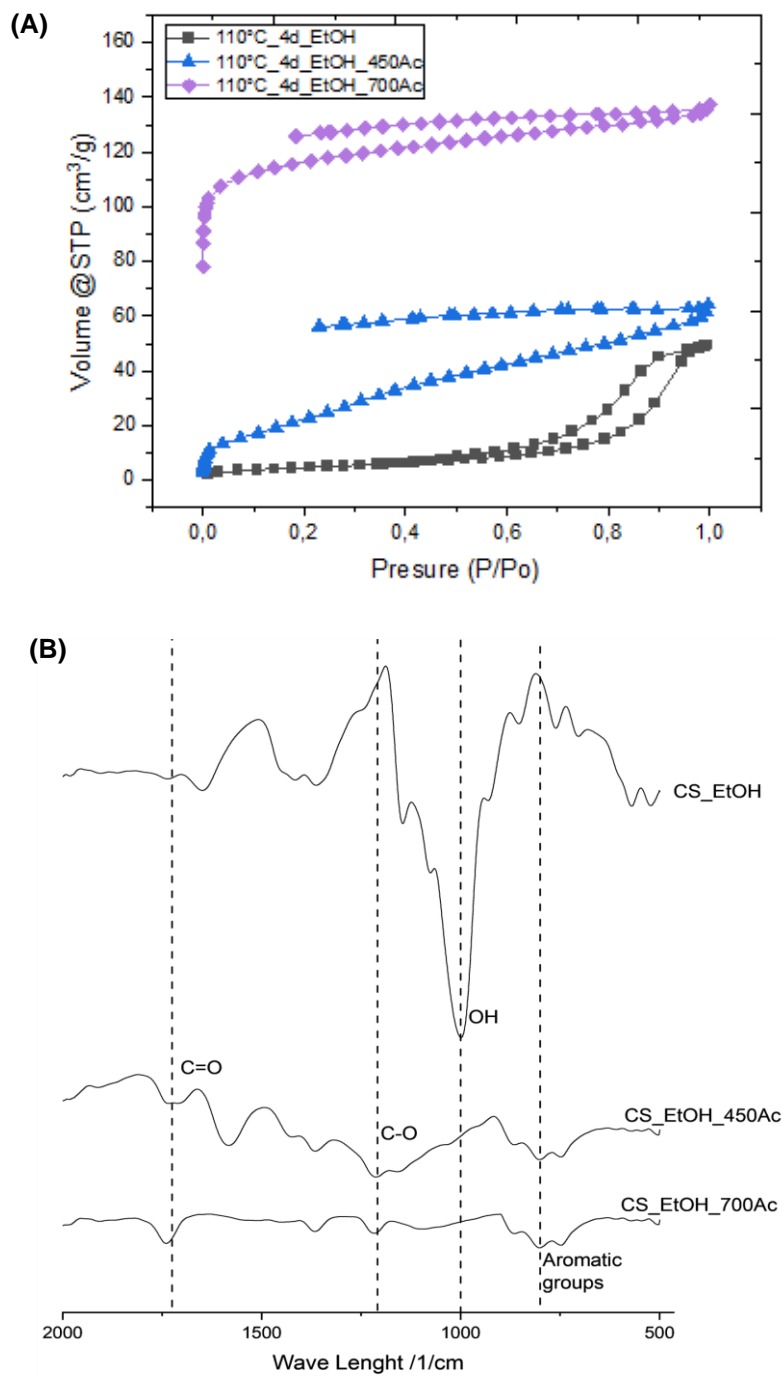 (A)
160
140
120
100
80
60
40
20
0
Volume @STP (cm³/g)
110°C_4d_EtOH
110°C_4d_EtOH_450Ac
110°C_4d_EtOH_700Ac
0,0 0,2 0,4 0,6 0,8 1,0
Presure (P/Po)
(B)
CS_EtOH
OH
C=O
CS_EtOH_450Ac
C-O
CS_EtOH_700Ac
Aromatic
groups
2000 1500 1000 500
Wave Lenght /1/cm